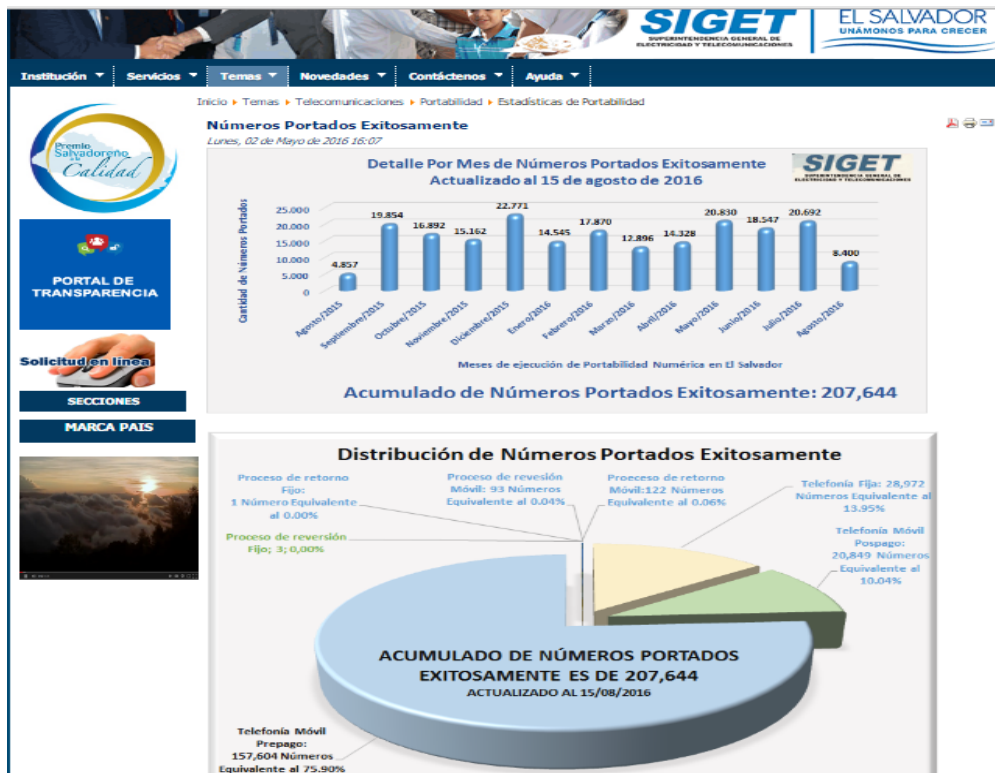 SIGET
SUPERINTENDENCIA GENERAL DE
ELECTRICIDAD Y TELECOMUNICACIONES
EL SALVADOR
UNÁMONOS PARA CRECER
Institución Servicios Temas Novedades Contáctenos Ayuda
Inicio Temas Telecomunicaciones Portabilidad Estadísticas de Portabilidad
Premio
Salvadoreño
a la
Calidad
PORTAL DE
TRANSPARENCIA
Solicitud en línea
SECCIONES
MARCA PAIS
Números Portados Exitosamente
Lunes, 02 de Mayo de 2016 16:07
Detalle Por Mes de Números Portados Exitosamente
Actualizado al 15 de agosto de 2016
SIGET
SUPERINTENDENCIA GENERAL DE
ELECTRICIDAD Y TELECOMUNICACIONES
Cantidad de Números Portados
25.000
20.000
15.000
10.000
5.000
0
4.857
19.854
16.892
15.162
22.771
14.545
17.870
12.896
14.328
20.830
18.547
20.692
8.400
Agosto/2015
Septiembre/2015
Octubre/2015
Noviembre/2015
Diciembre/2015
Enero/2016
Febrero/2016
Marzo/2016
Abril/2016
Mayo/2016
Junio/2016
Julio/2016
Agosto/2016
Meses de ejecución de Portabilidad Numérica en El Salvador
Acumulado de Números Portados Exitosamente: 207,644
Distribución de Números Portados Exitosamente
Proceso de retorno
Fijo:
1 Número Equivalente
al 0.00%
Proceso de revesión
Móvil: 93 Números
Equivalente al 0.04%
Proeceso de retorno
Móvil:122 Números
Equivalente al 0.06%
Telefonía Fija: 28,972
Números Equivalente al
13.95%
Proceso de reversión
Fijo; 3; 0,00%
Telefonía Móvil
Pospago:
20,849 Números
Equivalente al
10.04%
ACUMULADO DE NÚMEROS PORTADOS
EXITOSAMENTE ES DE 207,644
ACTUALIZADO AL 15/08/2016
Telefonía Móvil
Prepago:
157,604 Números
Equivalente al 75.90%